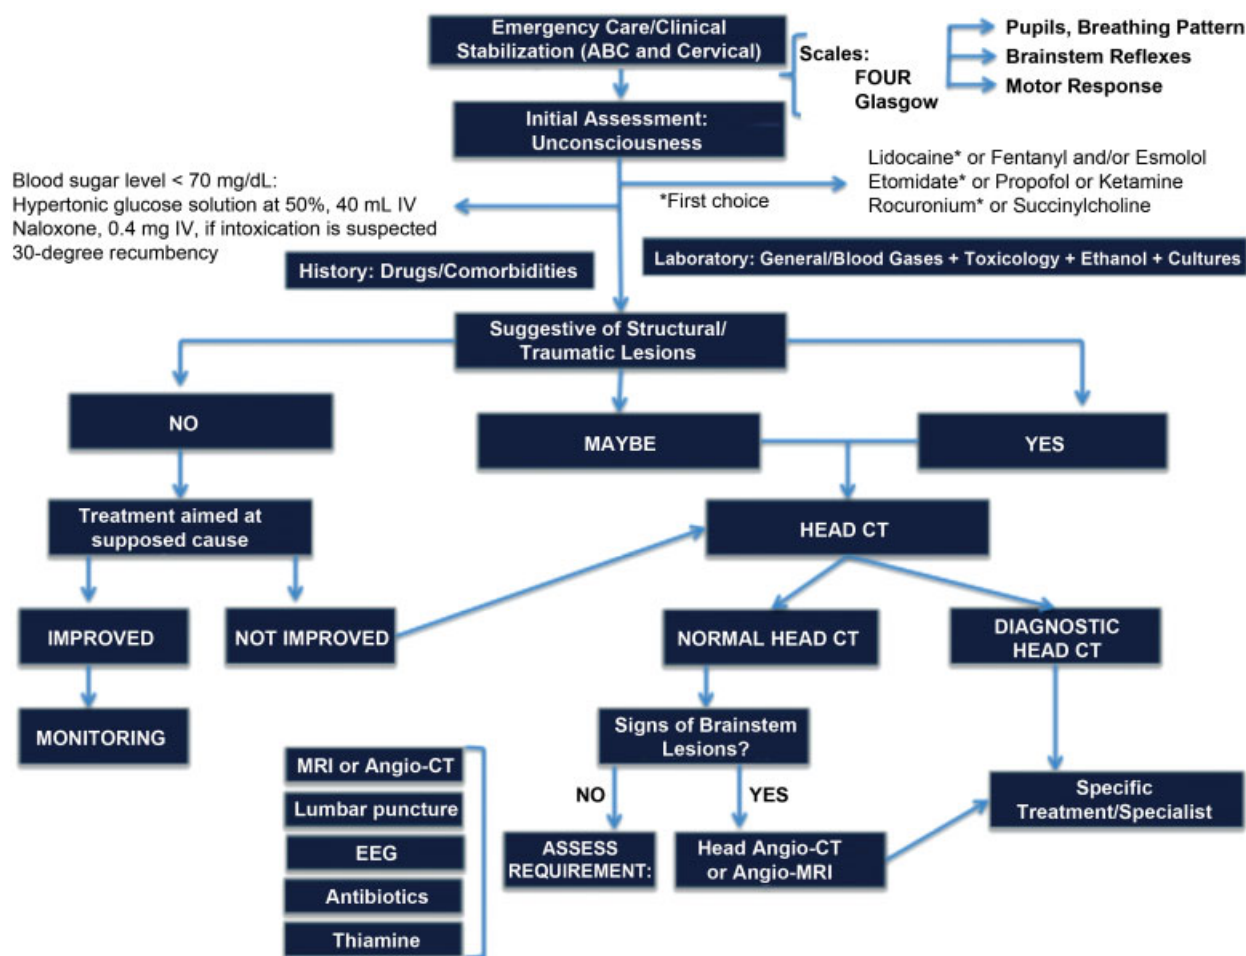 Emergency Care/Clinical
Stabilization (ABC and Cervical)
Scales:
FOUR
Glasgow
Pupils, Breathing Pattern
Brainstem Reflexes
Motor Response
Initial Assessment:
Unconsciousness
Blood sugar level < 70 mg/dL:
Hypertonic glucose solution at 50%, 40 mL IV
Naloxone, 0.4 mg IV, if intoxication is suspected
30-degree recumbency
*First choice
Lidocaine* or Fentanyl and/or Esmolol
Etomidate* or Propofol or Ketamine
Rocuronium* or Succinylcholine
History: Drugs/Comorbidities
Laboratory: General/Blood Gases + Toxicology + Ethanol + Cultures
Suggestive of Structural/
Traumatic Lesions
NO
MAYBE
YES
Treatment aimed at
supposed cause
HEAD CT
IMPROVED
NOT IMPROVED
NORMAL HEAD CT
DIAGNOSTIC
HEAD CT
MONITORING
Signs of Brainstem
Lesions?
NO
YES
MRI or Angio-CT
Lumbar puncture
EEG
Antibiotics
Thiamine
ASSESS
REQUIREMENT:
Head Angio-CT
or Angio-MRI
Specific
Treatment/Specialist